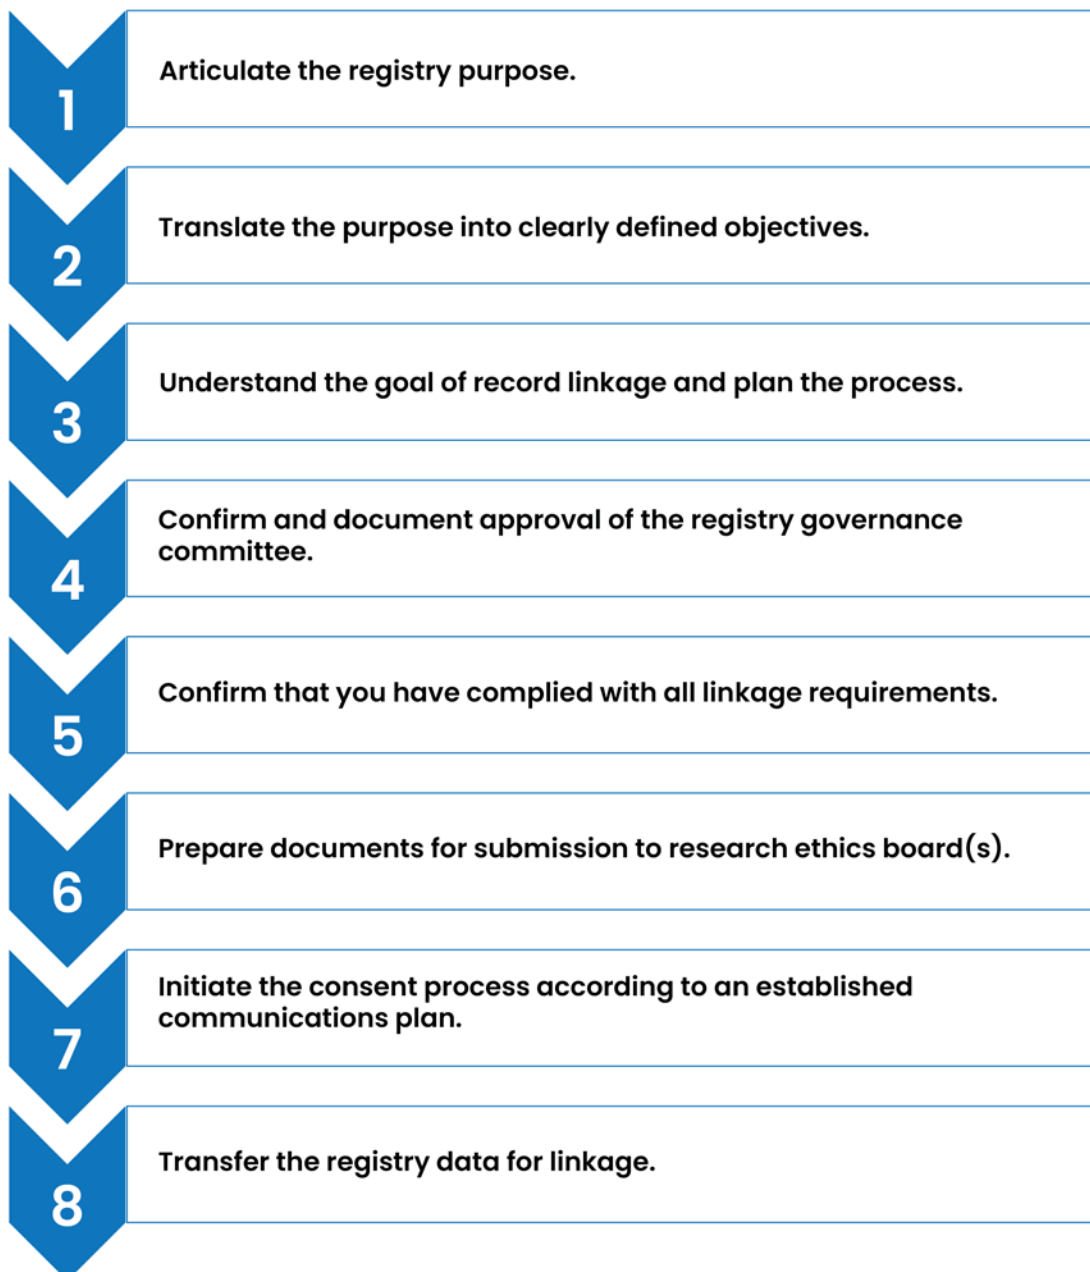 1
Articulate the registry purpose.
2
Translate the purpose into clearly defined objectives.
3
Understand the goal of record linkage and plan the process.
4
Confirm and document approval of the registry governance
committee.
5
Confirm that you have complied with all linkage requirements.
6
Prepare documents for submission to research ethics board(s).
7
Initiate the consent process according to an established
communications plan.
8
Transfer the registry data for linkage.